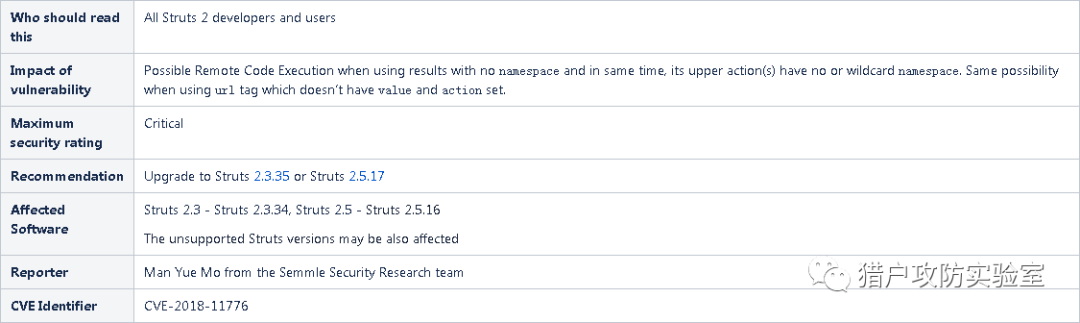 Who should read this
All Struts 2 developers and users
Impact of vulnerability
Possible Remote Code Execution when using results with no namespace and in same time, its upper action(s) have no or wildcard namespace. Same possibility
when using url tag which doesn't have value and action set.
Maximum security rating
Critical
Recommendation
Upgrade to Struts 2.3.35 or Struts 2.5.17
Affected Software
Struts 2.3 - Struts 2.3.34, Struts 2.5 - Struts 2.5.16
The unsupported Struts versions may be also affected
Reporter
Man Yue Mo from the Semmle Security Research team
CVE Identifier
CVE-2018-11776
猎户攻防实验室